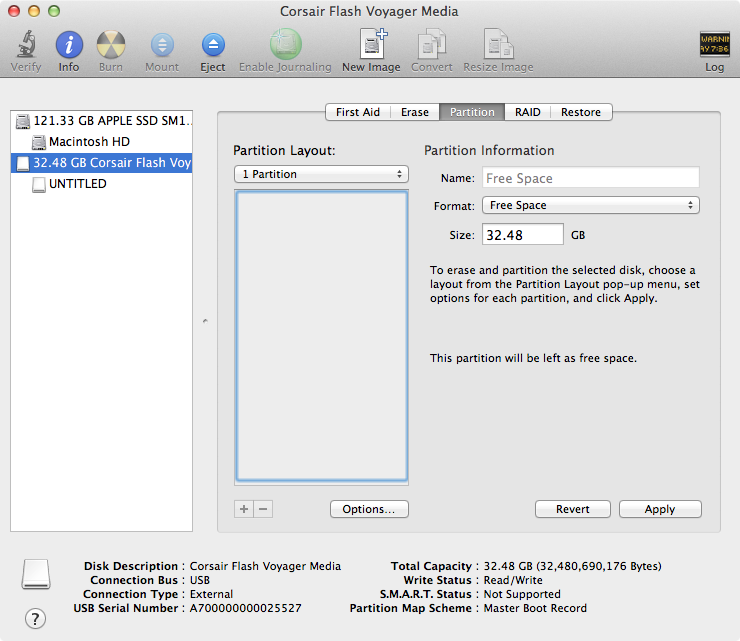 Corsair Flash Voyager Media
Verify
Info
Burn
Mount
Eject
Enable Journaling
New Image
Convert
Resize Image
WARNIN
AY 7:86
Log
121.33 GB APPLE SSD SM1...
Macintosh HD
32.48 GB Corsair Flash Voy
UNTITLED
First Aid
Erase
Partition
RAID
Restore
Partition Layout:
1 Partition
Partition Information
Name: Free Space
Format: Free Space
Size: 32.48 GB
To erase and partition the selected disk, choose a
layout from the Partition Layout pop-up menu, set
options for each partition, and click Apply.
This partition will be left as free space.
+ −
Options...
Revert
Apply
Disk Description : Corsair Flash Voyager Media
Connection Bus : USB
Connection Type : External
USB Serial Number : A700000000025527
Total Capacity : 32.48 GB (32,480,690,176 Bytes)
Write Status : Read/Write
S.M.A.R.T. Status : Not Supported
Partition Map Scheme : Master Boot Record
?